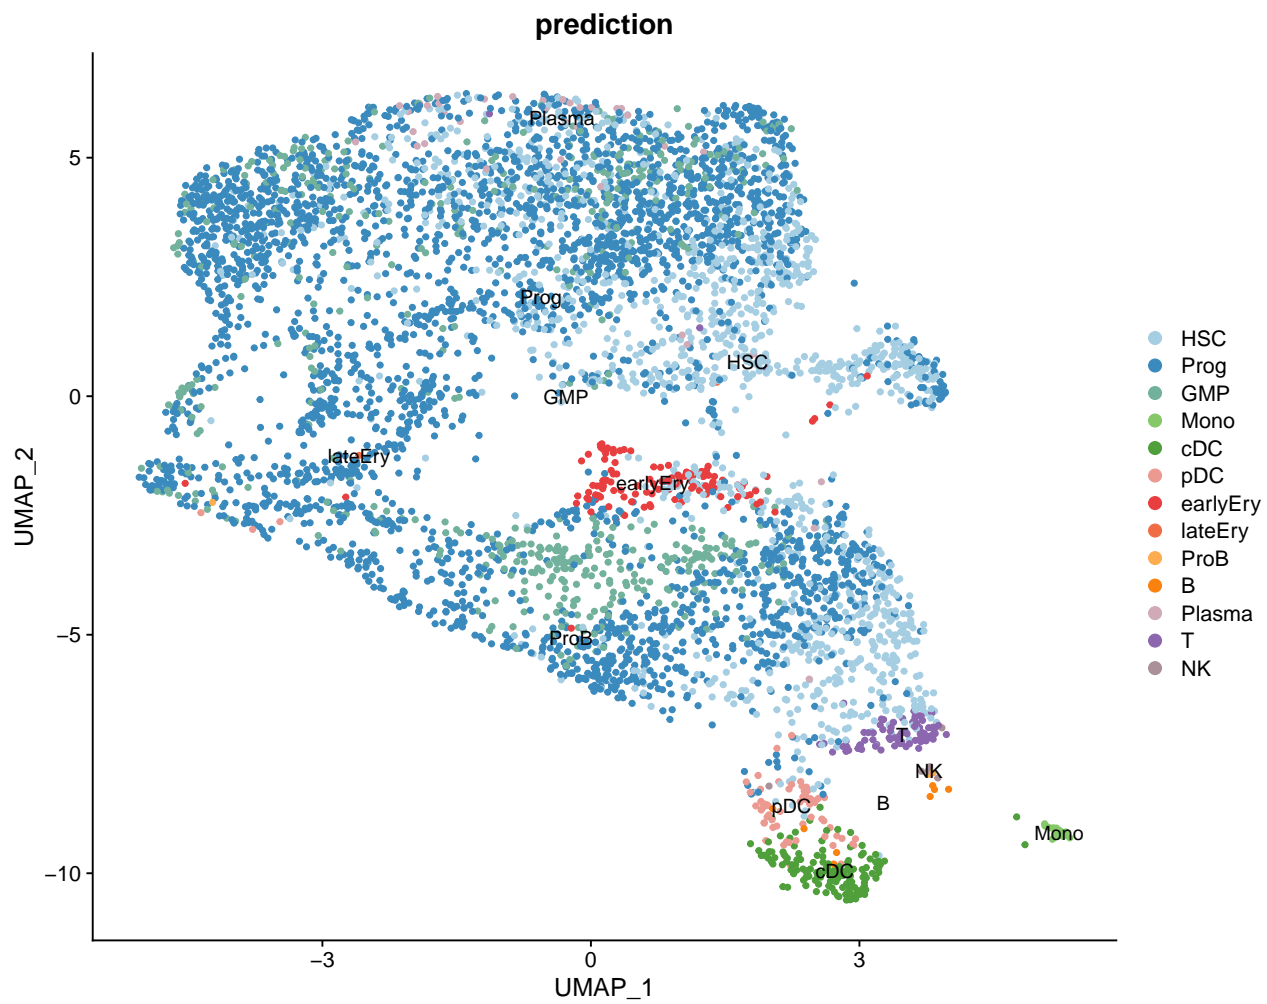 prediction
Plasma
5
Prog
HSC
GMP
0
lateEry
earlyEry
UMAP_2
ProB
−5
T
NK
B
pDC
Mono
cDC
−10
−3
0
3
UMAP_1
HSC
Prog
GMP
Mono
cDC
pDC
earlyEry
lateEry
ProB
B
Plasma
T
NK